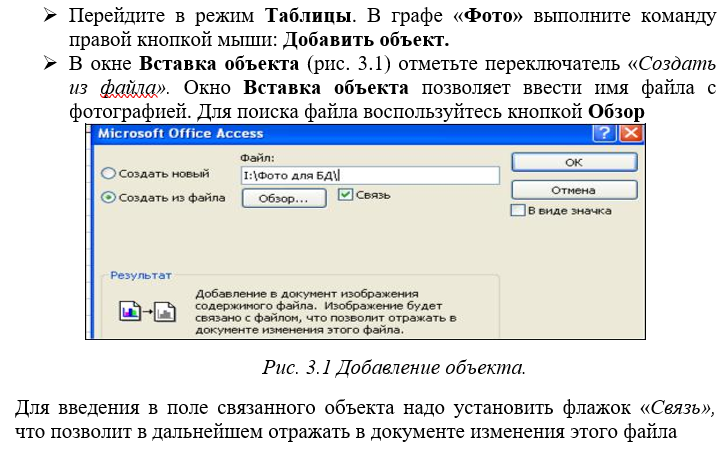 ➢ Перейдите в режим Таблицы. В графе «Фото» выполните команду
правой кнопкой мыши: Добавить объект.
➢ В окне Вставка объекта (рис. 3.1) отметьте переключатель «Создать
из файла». Окно Вставка объекта позволяет ввести имя файла с
фотографией. Для поиска файла воспользуйтесь кнопкой Обзор
Microsoft Office Access
Файл:
Создать новый
I:\Фото для БД\
OK
Создать из файла
Обзор...
Связь
Отмена
В виде значка
Результат
Добавление в документ изображения
содержимого файла. Изображение будет
связано с файлом, что позволит отражать в
документе изменения этого файла.
Рис. 3.1 Добавление объекта.
Для введения в поле связанного объекта надо установить флажок «Связь»,
что позволит в дальнейшем отражать в документе изменения этого файла